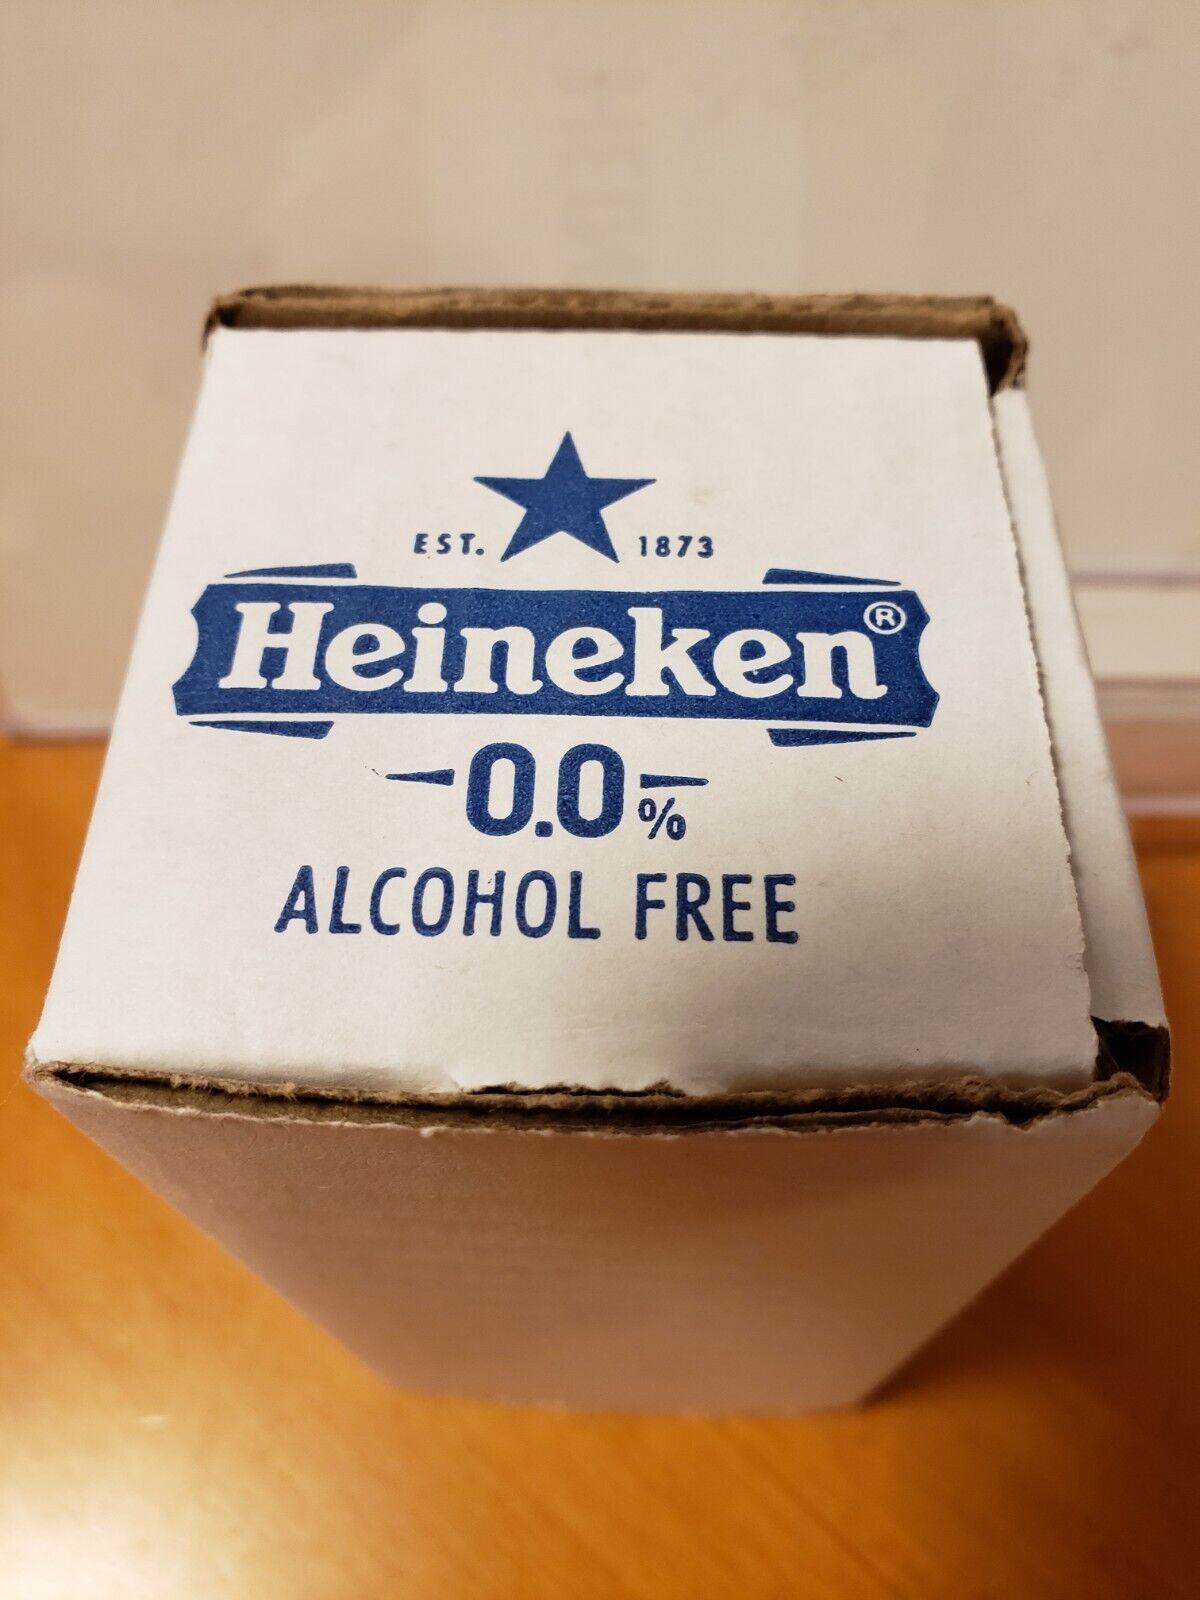 EST. 1873
Heineken®
0.0%
ALCOHOL FREE